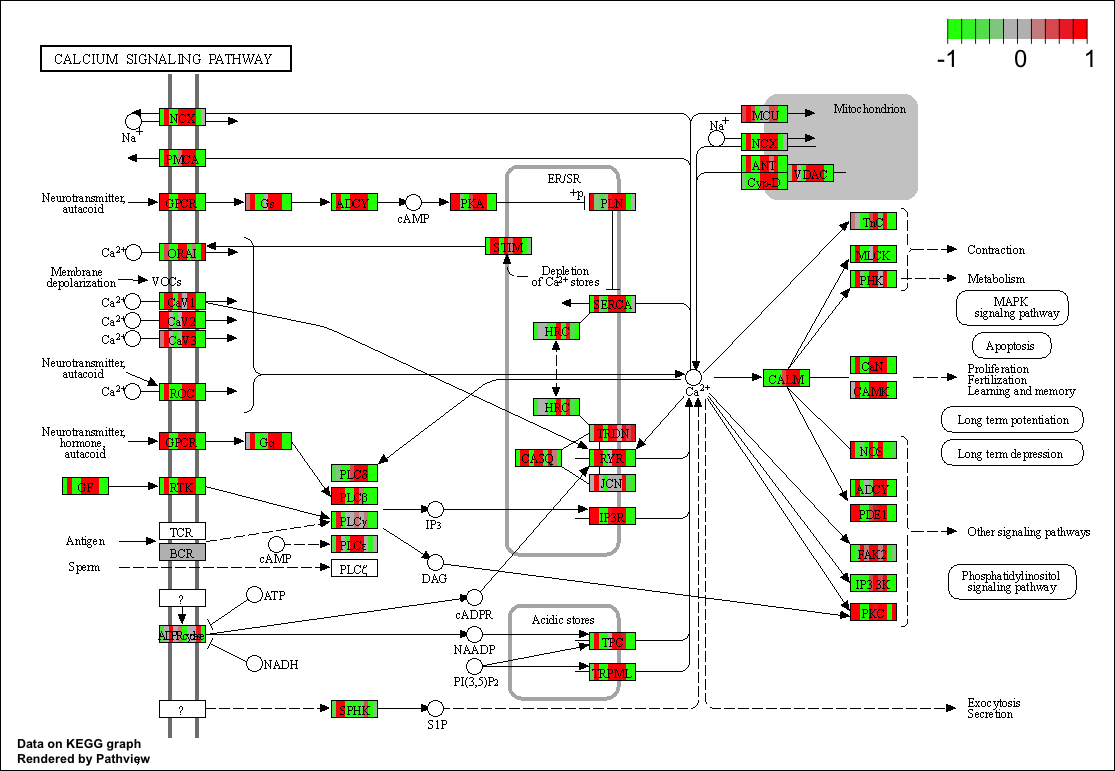 -1 0 1
CALCIUM SIGNALING PATHWAY
Mitochondrion
NCX
Na+
MCU
Na+
NCX
PMCA
ANT
Cyp-D
VDAC
ER/SR
+p
Neurotransmitter,
autacoid
GPCR
Gs
ADCY
cAMP
PKA
PLN
TnC
Ca2+
ORAI
STIM
MLCK
Contraction
Membrane
depolarization
VOCs
Depletion
of Ca2+ stores
PHK
Metabolism
Ca2+
CaV1
SERCA
MAPK
signaling pathway
Ca2+
CaV2
HRC
Ca2+
CaV3
Apoptosis
Neurotransmitter,
autacoid
Ca2+
ROC
Ca2+
CALM
CaN
CAMK
Proliferation
Fertilization
Learning and memory
HRC
Long term potentiation
Neurotransmitter,
hormone,
autacoid
GPCR
Gq
TRDN
NOS
Long term depression
CASQ
RYR
PLCδ
JCN
GF
RTK
PLCβ
ADCY
PDE1
IP3
IP3R
PLCγ
TCR
Other signaling pathways
Antigen
BCR
cAMP
PLCε
FAK2
Sperm
PLCζ
DAG
IP3 3K
Phosphatidylinositol
signaling pathway
?
ATP
cADPR
PKC
Acidic stores
NAADP
TPC
NADH
PI(3,5)P2
TRPML
?
SPHK
S1P
Exocytosis
Secretion
Data on KEGG graph
Rendered by Pathview